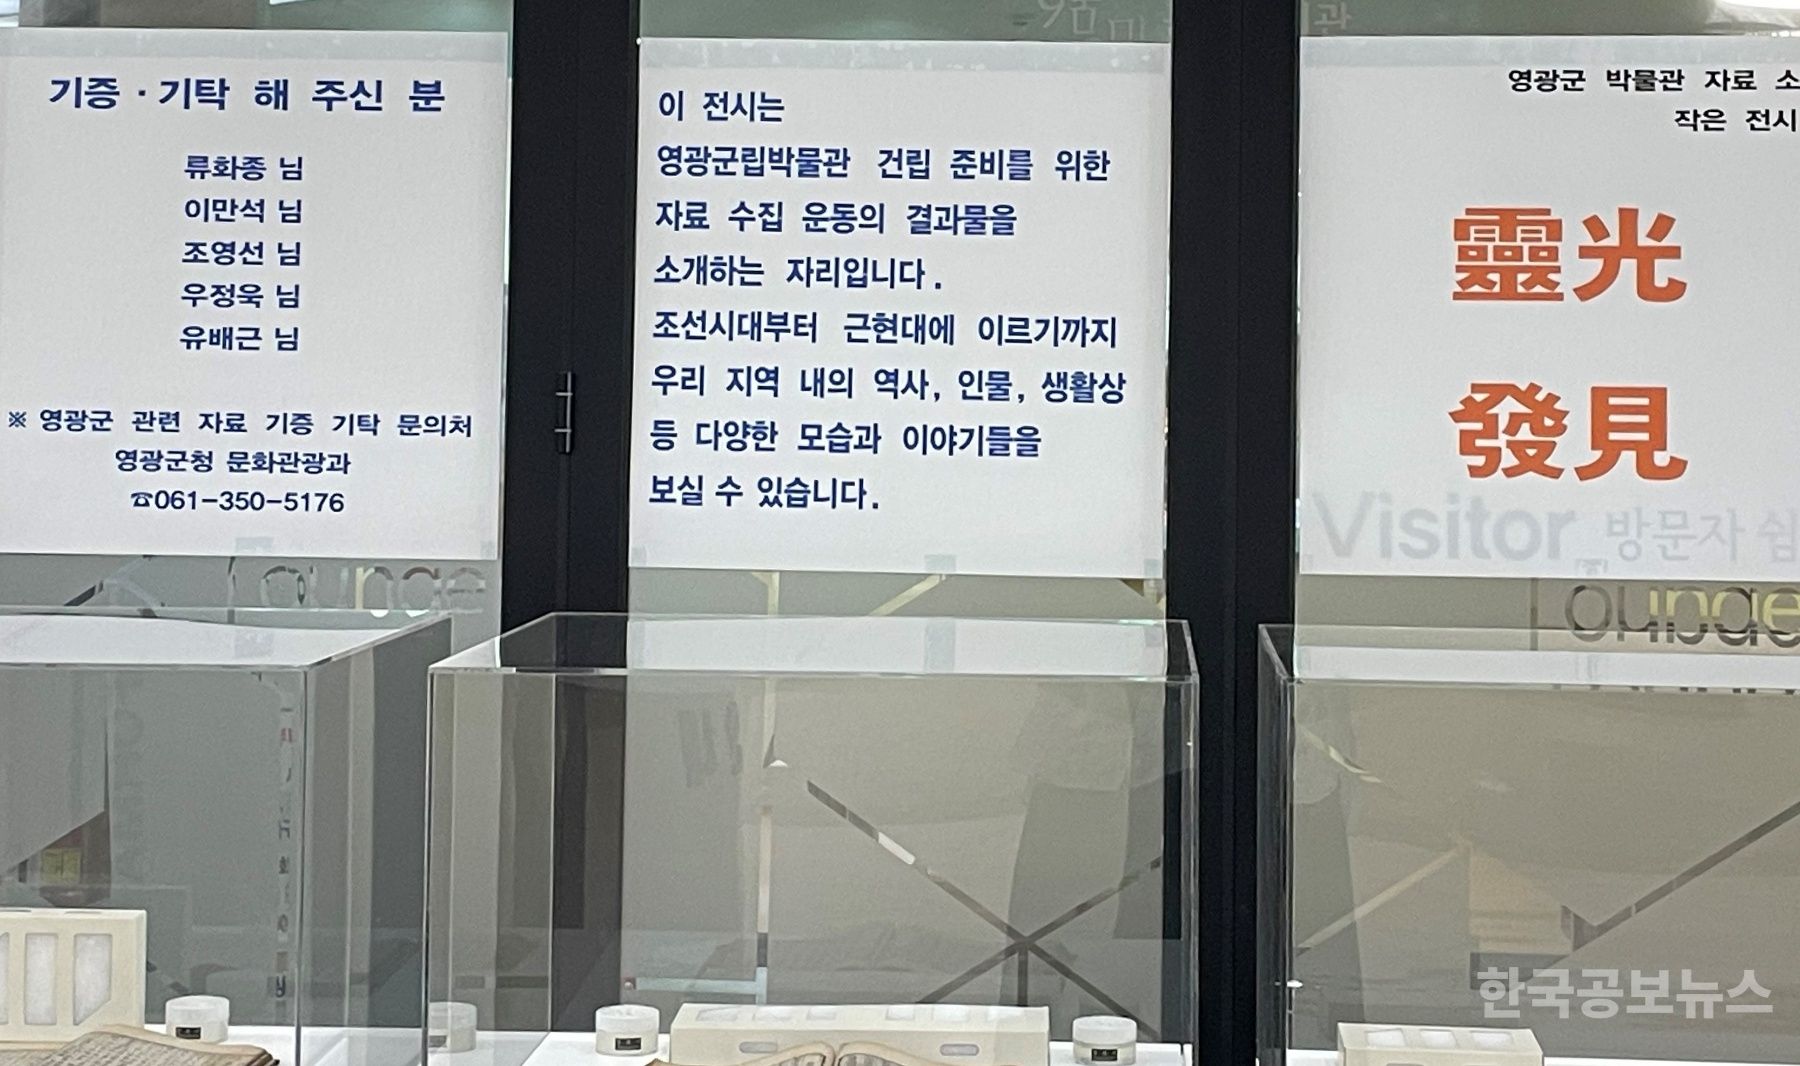 기증 · 기탁 해 주신 분
류화종 님
이만석 님
조영선 님
우정욱 님
유배근 님
※ 영광군 관련 자료 기증 기탁 문의처
영광군청 문화관광과
☎061-350-5176
이 전시는
영광군립박물관 건립 준비를 위한
자료 수집 운동의 결과물을
소개하는 자리입니다.
조선시대부터 근현대에 이르기까지
우리 지역 내의 역사, 인물, 생활상
등 다양한 모습과 이야기들을
보실 수 있습니다.
영광군 박물관 자료 소
작은 전시
靈光
發見
Visitor 방문자 쉼
Lounge
한국공보뉴스